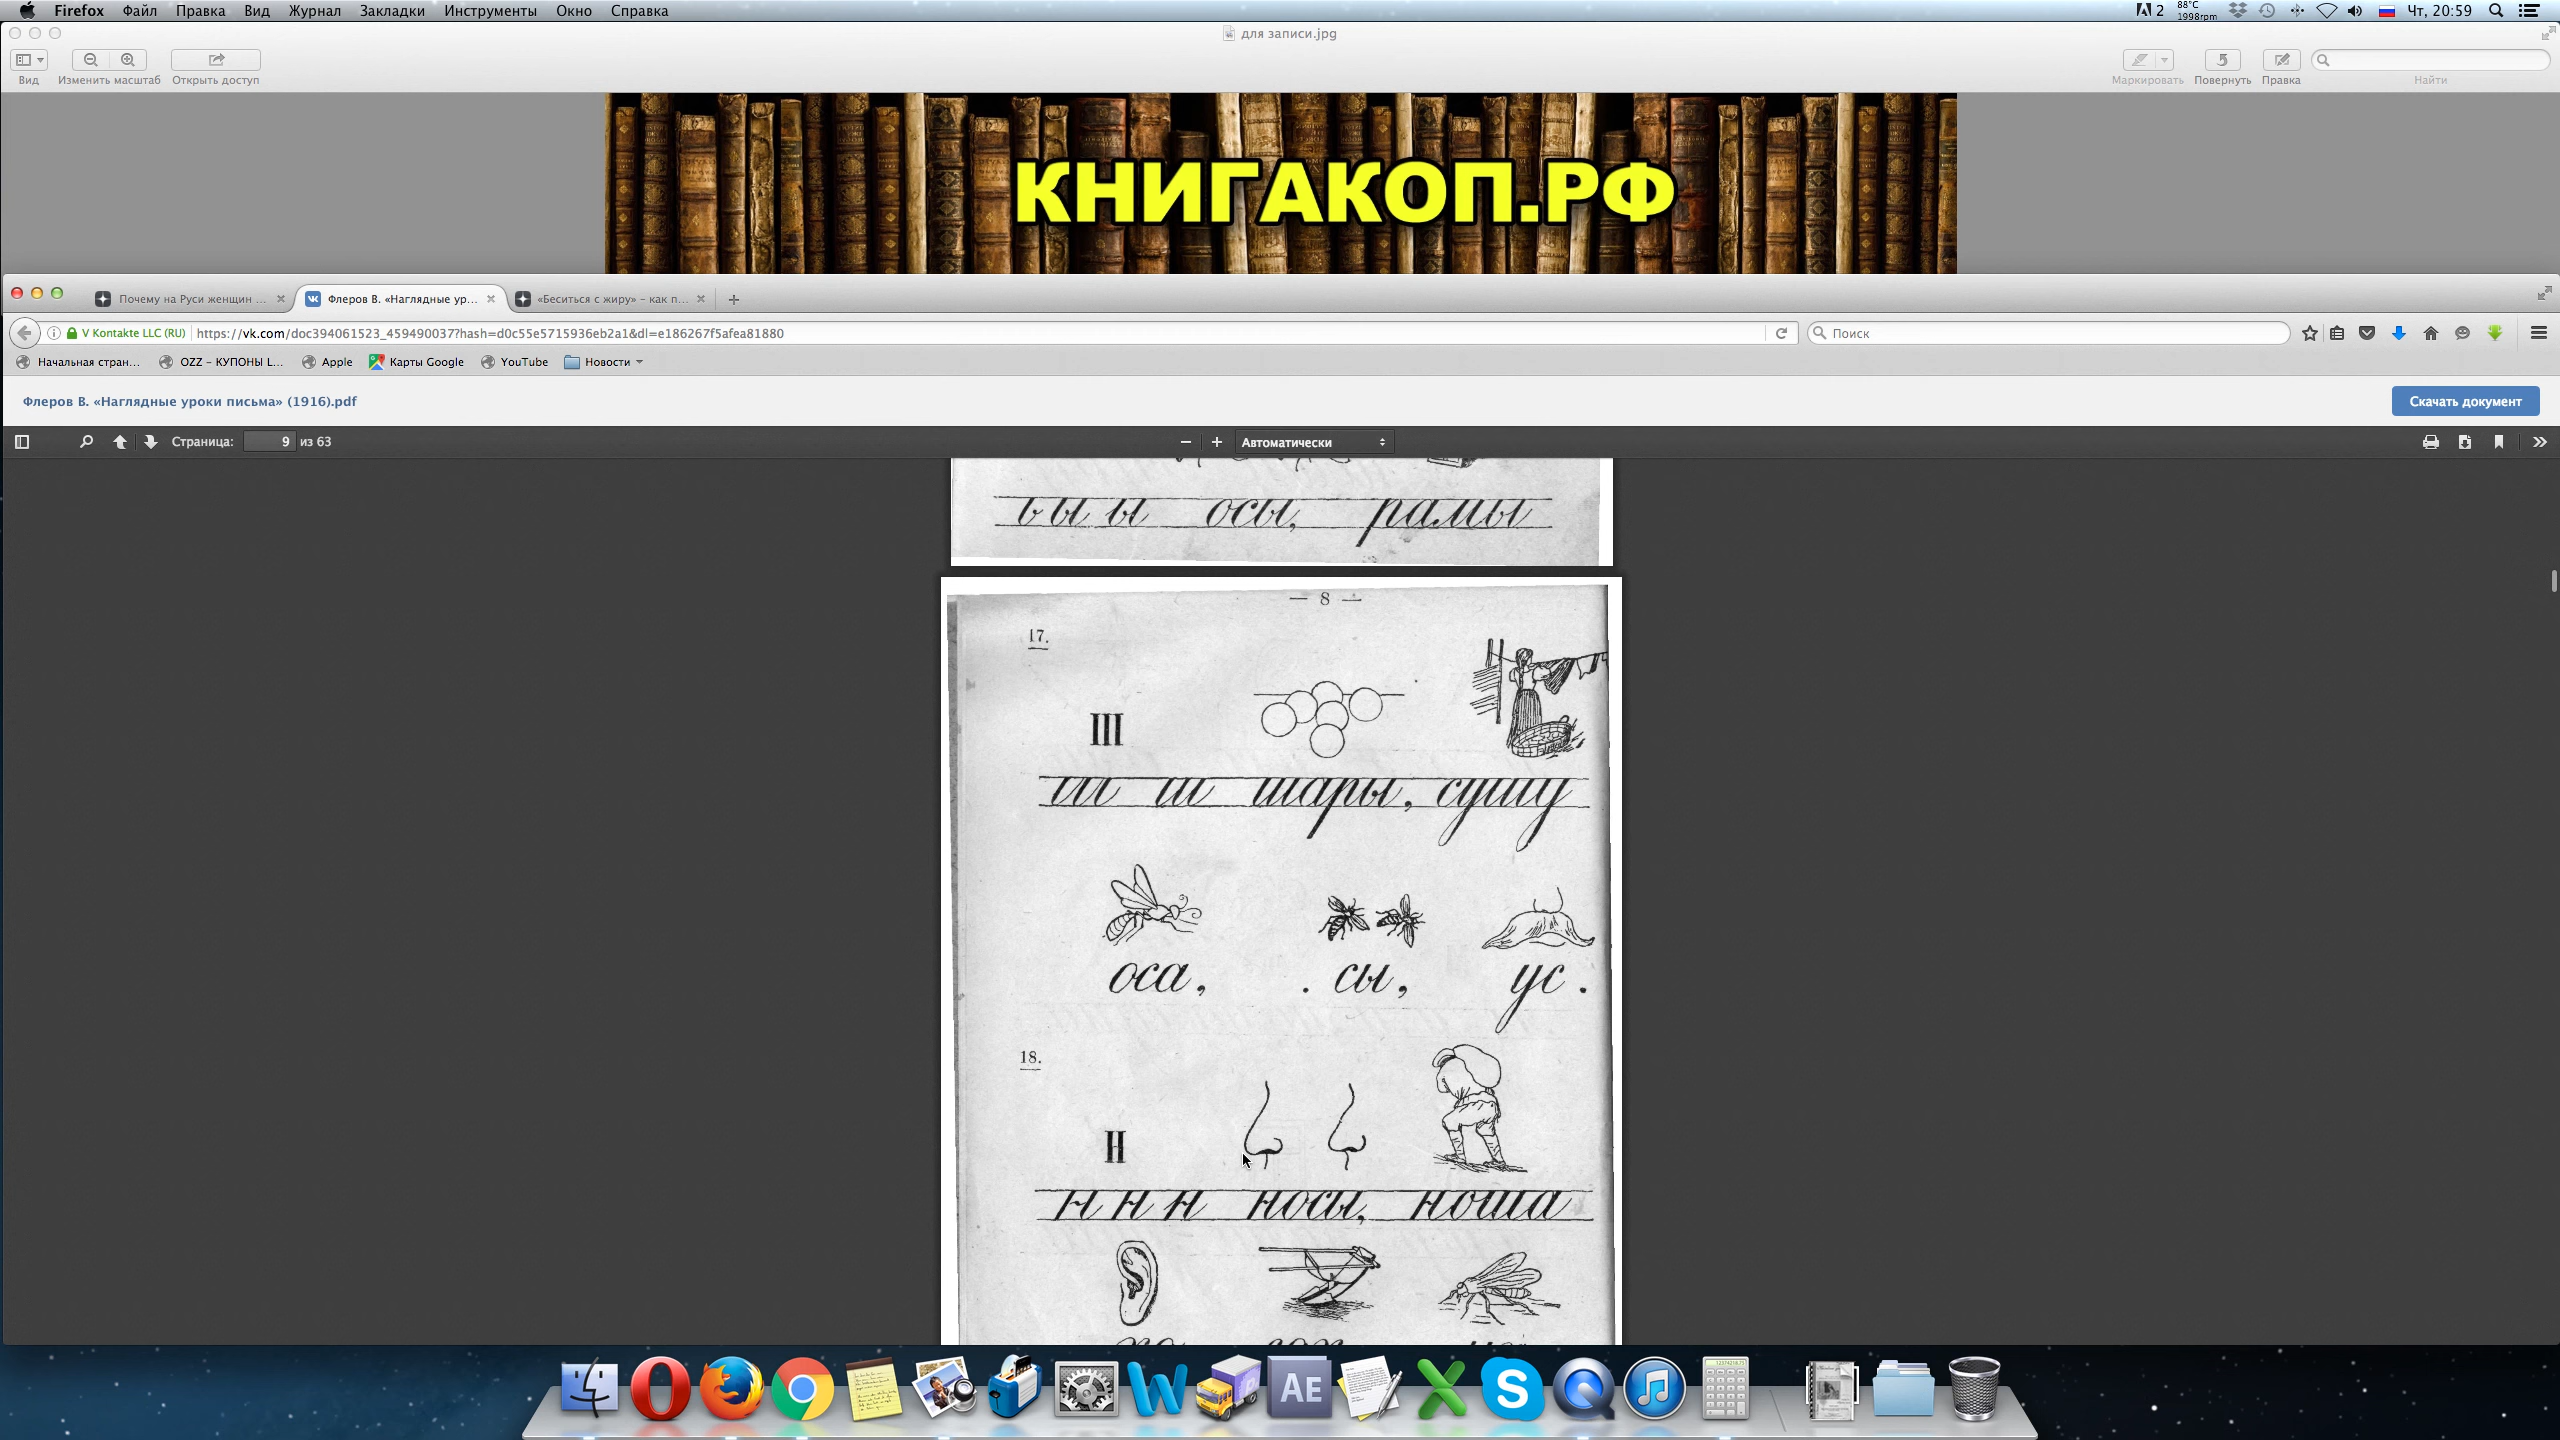 Firefox Файл Правка Вид Журнал Закладки Инструменты Окно Справка
2 88°C 1998rpm Чт, 20:59
для записи.jpg
Вид Изменить масштаб Открыть доступ Маркировать Повернуть Правка Найти
КНИГАКОП.РФ
Почему на Руси женщин ... Флеров В. «Наглядные ур... «Беситься с жиру» – как п...
V Kontakte LLC (RU) https://vk.com/doc394061523_459490037?hash=d0c55e5715936eb2a1&dl=e186267f5afea81880 Поиск
Начальная стран... OZZ – КУПОНЫ L... Apple Карты Google YouTube Новости
Флеров В. «Наглядные уроки письма» (1916).pdf Скачать документ
Страница: 9 из 63 Автоматически
ы ы осы, рамы
— 8 —
17.
Ш
ш ш шары, сушу
оса, . сы, ус .
18.
Н
н н н носы, ноша
AE